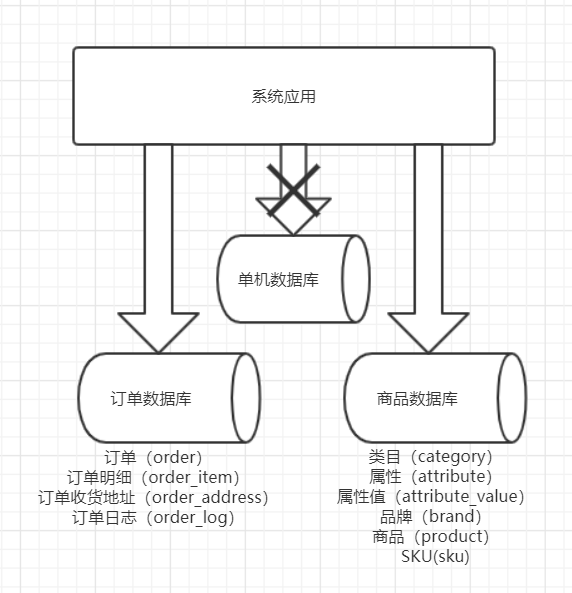 系统应用
单机数据库
订单数据库
商品数据库
订单（order）
订单明细（order_item）
订单收货地址（order_address）
订单日志（order_log）
类目（category）
属性（attribute）
属性值（attribute_value）
品牌（brand）
商品（product）
SKU(sku)